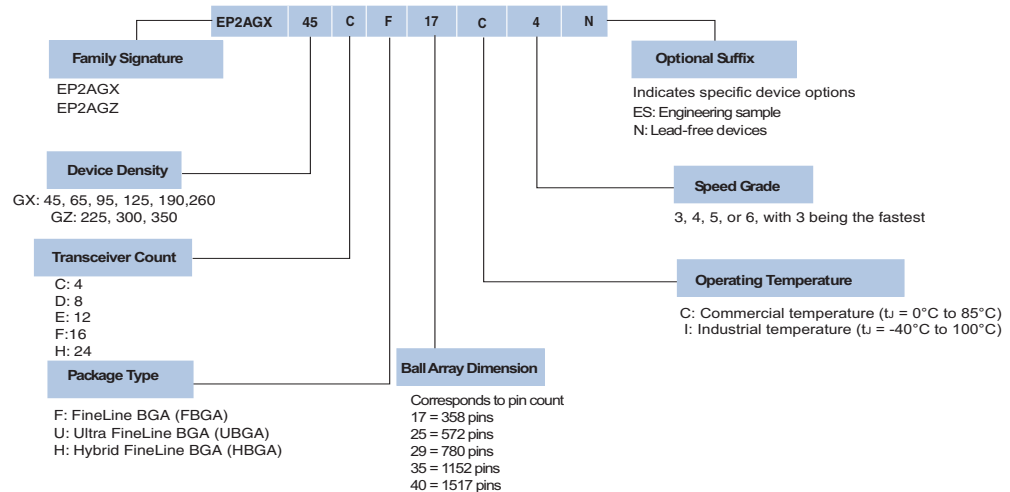 EP2AGX 45 C F 17 C 4 N
Family Signature
EP2AGX
EP2AGZ
Optional Suffix
Indicates specific device options
ES: Engineering sample
N: Lead-free devices
Device Density
GX: 45, 65, 95, 125, 190,260
GZ: 225, 300, 350
Speed Grade
3, 4, 5, or 6, with 3 being the fastest
Transceiver Count
C: 4
D: 8
E: 12
F:16
H: 24
Operating Temperature
C: Commercial temperature (tJ = 0°C to 85°C)
I: Industrial temperature (tJ = -40°C to 100°C)
Package Type
F: FineLine BGA (FBGA)
U: Ultra FineLine BGA (UBGA)
H: Hybrid FineLine BGA (HBGA)
Ball Array Dimension
Corresponds to pin count
17 = 358 pins
25 = 572 pins
29 = 780 pins
35 = 1152 pins
40 = 1517 pins